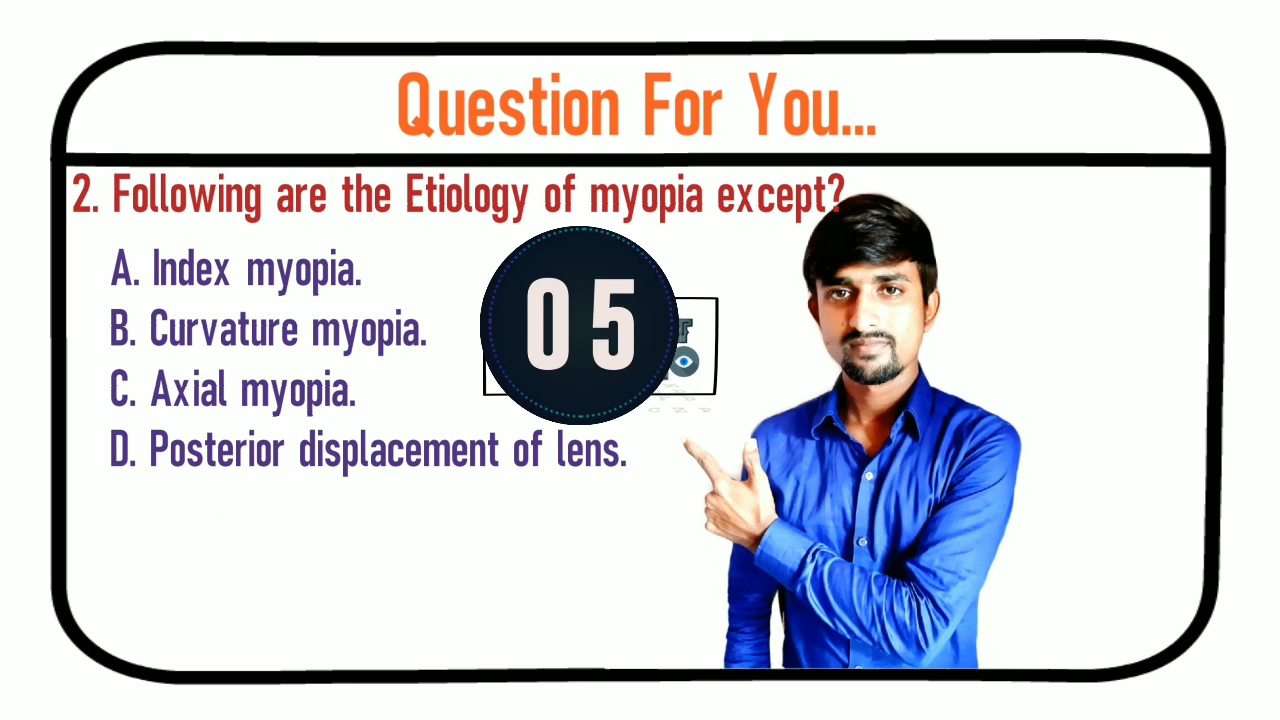 Question For You...
2. Following are the Etiology of myopia except?
A. Index myopia.
B. Curvature myopia.
C. Axial myopia.
D. Posterior displacement of lens.
05
C Z P